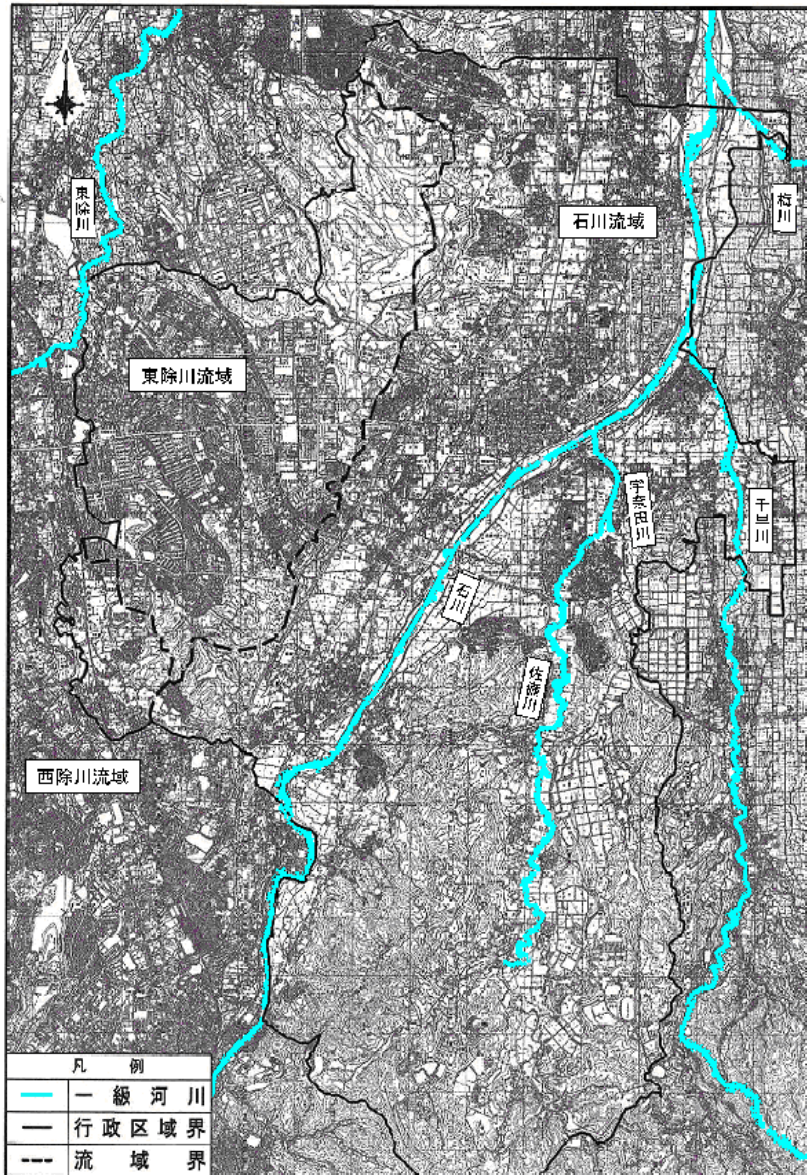 東除川
梅川
石川流域
東除川流域
宇奈田川
千早川
石川
佐備川
西除川流域
凡 例
一級河川
行政区域界
流域界